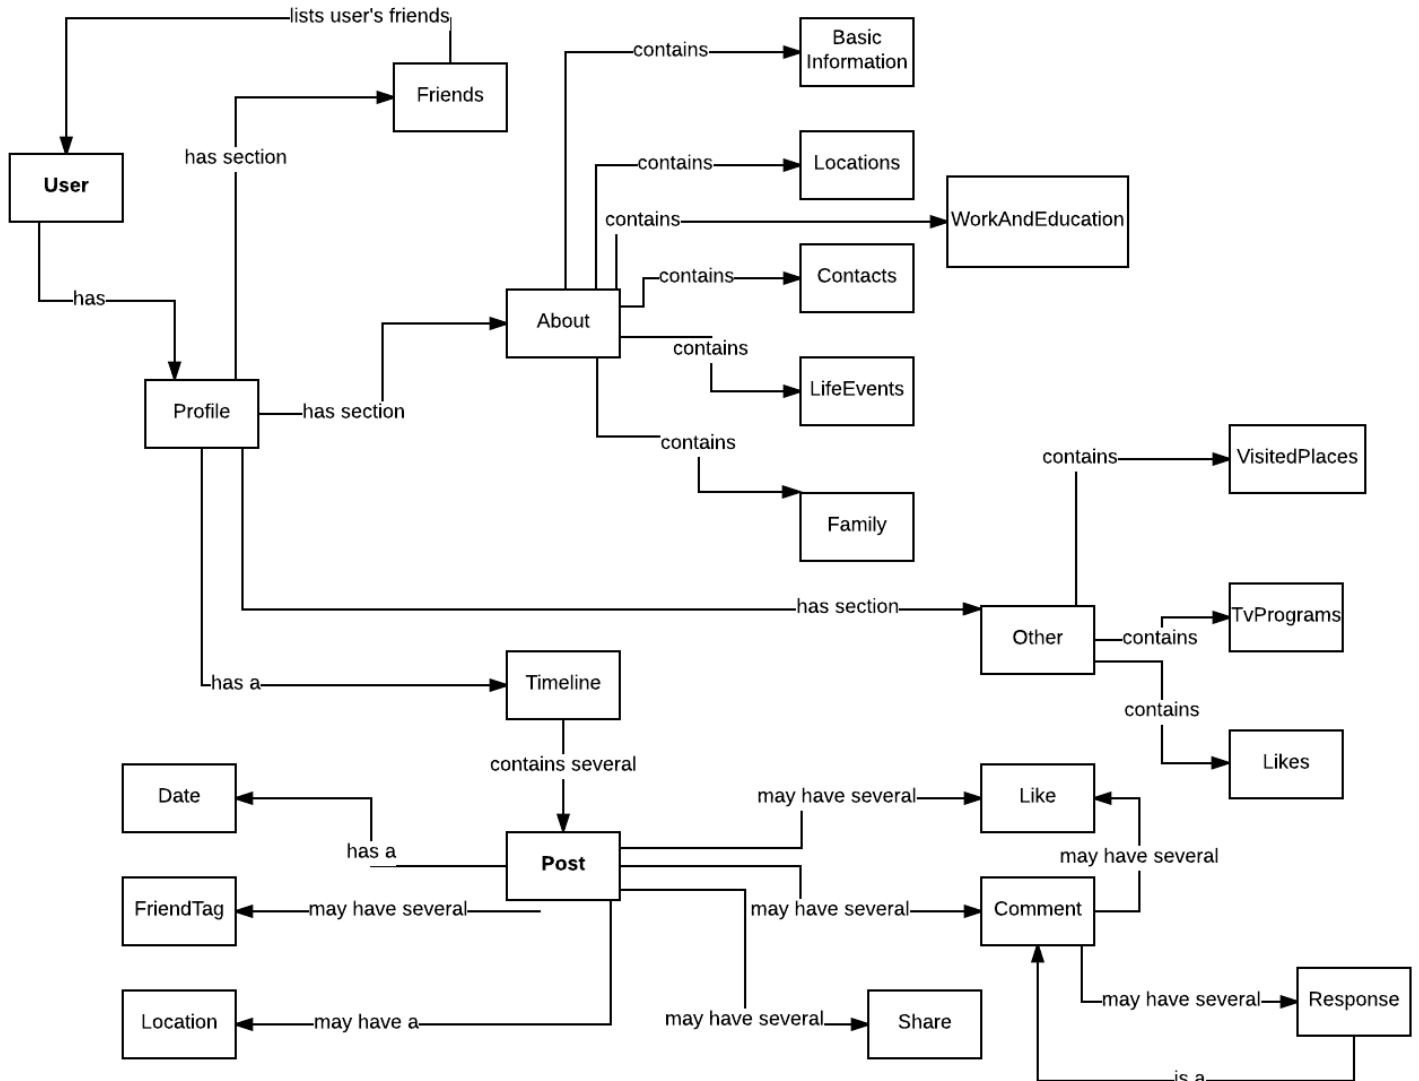 lists user's friends
Basic
Information
contains
Friends
has section
Locations
contains
User
WorkAndEducation
contains
Contacts
contains
has
About
contains
LifeEvents
Profile
has section
contains
contains
VisitedPlaces
Family
has section
Other
TvPrograms
contains
has a
Timeline
contains
contains several
Likes
Date
may have several
Like
has a
Post
may have several
FriendTag
may have several
may have several
Comment
Location
may have a
may have several
Share
may have several
Response
is a